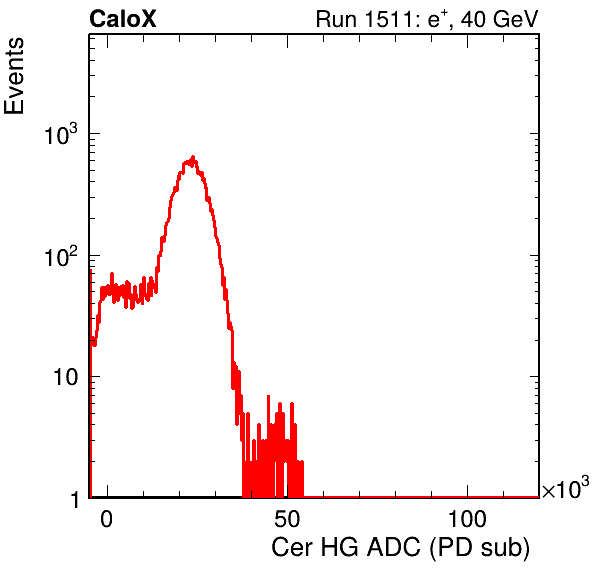 CaloX Run 1511: e⁺, 40 GeV
Events
10³
10²
10
1
0 50 100 ×10³
Cer HG ADC (PD sub)